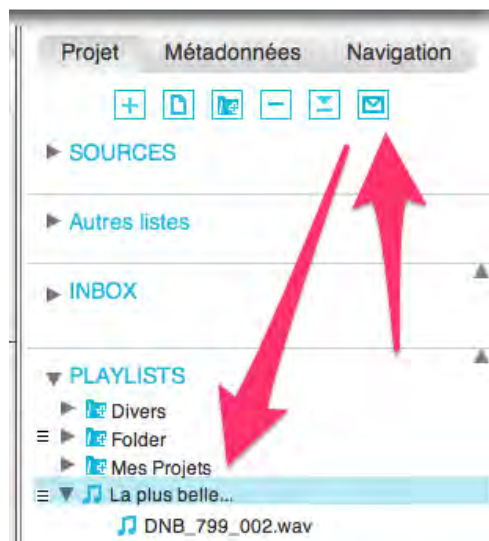 Projet Métadonnées Navigation
SOURCES
Autres listes
INBOX
PLAYLISTS
Divers
Folder
Mes Projets
La plus belle...
DNB_799_002.wav